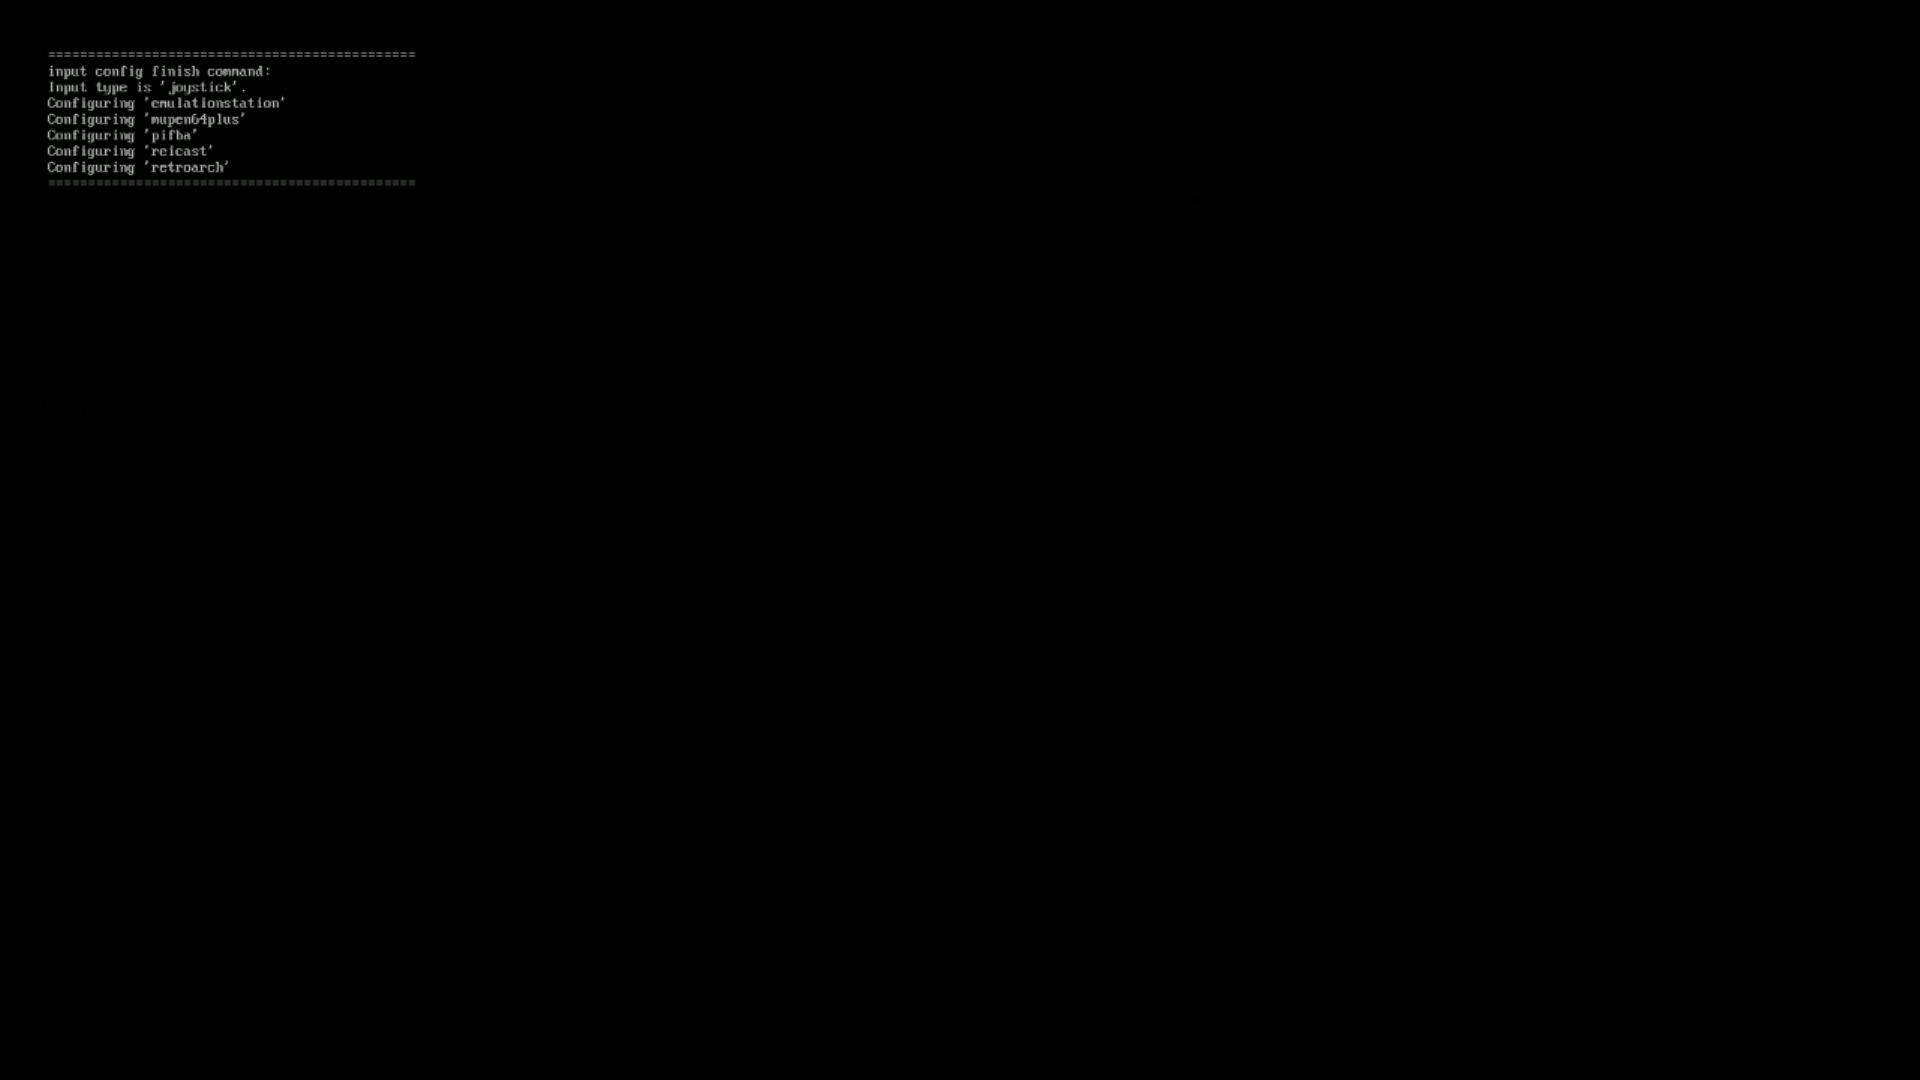 ==============================================
input config finish command:
Input type is 'joystick'.
Configuring 'emulationstation'
Configuring 'mupen64plus'
Configuring 'pifba'
Configuring 'reicast'
Configuring 'retroarch'
==============================================